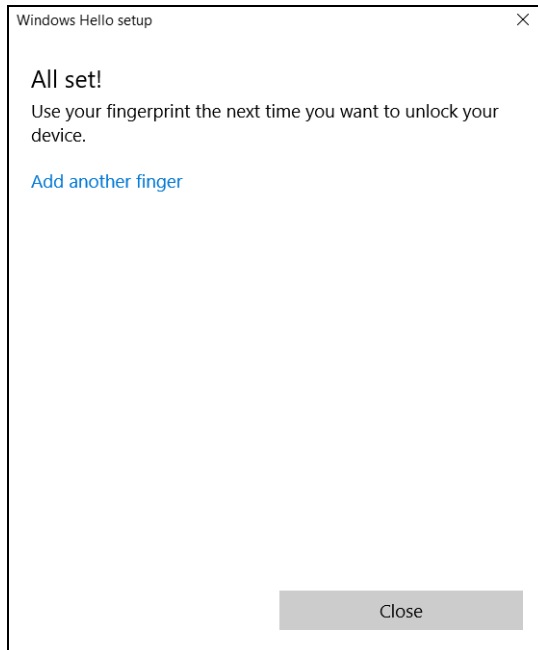 Windows Hello setup
All set!
Use your fingerprint the next time you want to unlock your
device.
Add another finger
Close